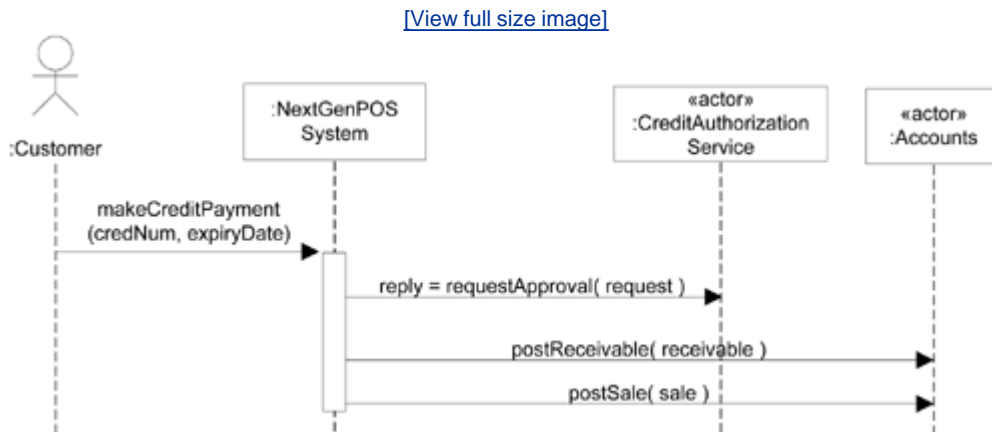 [View full size image]
:NextGenPOS
System
«actor»
:CreditAuthorization
Service
«actor»
:Accounts
:Customer
makeCreditPayment
(credNum, expiryDate)
reply = requestApproval( request )
postReceivable( receivable )
postSale( sale )